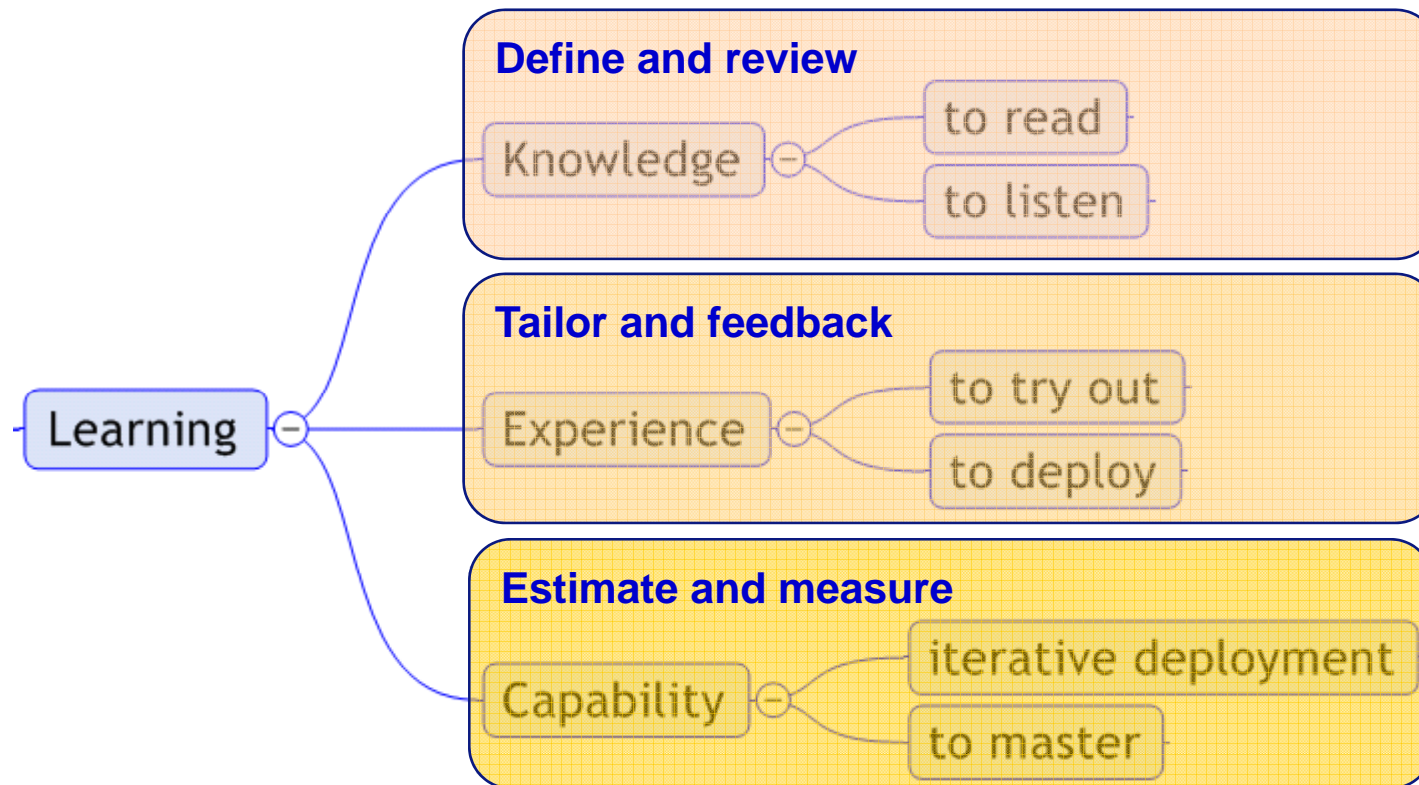 Define and review
Knowledge
to read
to listen
Tailor and feedback
Learning
Experience
to try out
to deploy
Estimate and measure
Capability
iterative deployment
to master